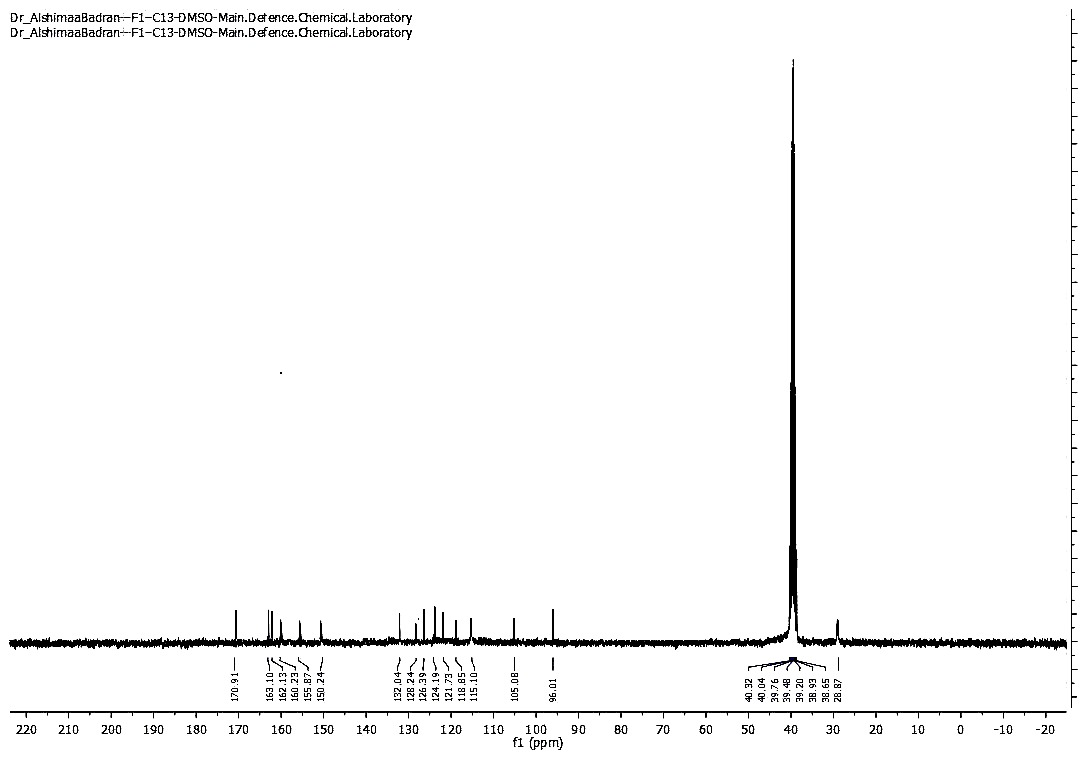 Dr_AlshimaaBadran--F1-C13-DMSO-Main.Defence.Chemical.Laboratory
Dr_AlshimaaBadran--F1-C13-DMSO-Main.Defence.Chemical.Laboratory
170.91 163.10 162.13 160.23 155.87 150.24 132.04 128.24 126.39 124.19 121.73 118.85 115.10 105.08 96.01 40.32 40.04 39.76 39.48 39.20 38.93 38.65 28.87
220 210 200 190 180 170 160 150 140 130 120 110 100 90 80 70 60 50 40 30 20 10 0 -10 -20
f1 (ppm)